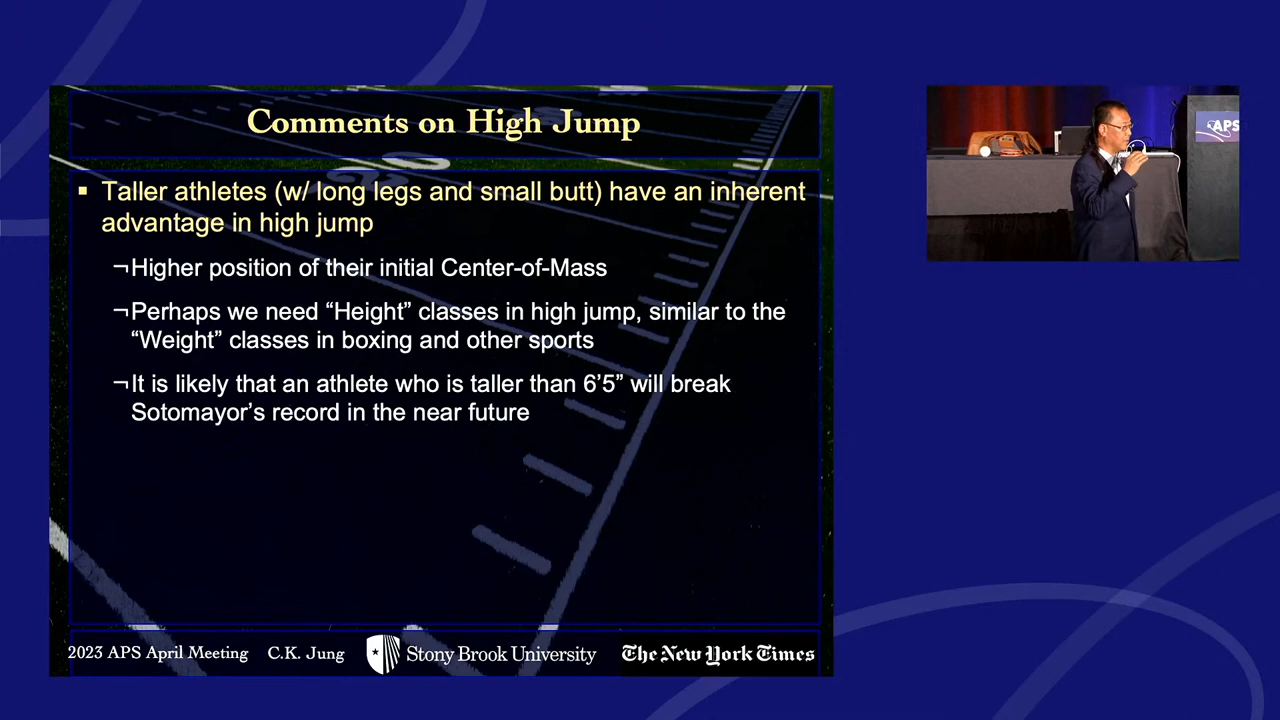 Comments on High Jump
▪ Taller athletes (w/ long legs and small butt) have an inherent
advantage in high jump
¬Higher position of their initial Center-of-Mass
¬Perhaps we need “Height” classes in high jump, similar to the
“Weight” classes in boxing and other sports
¬It is likely that an athlete who is taller than 6’5” will break
Sotomayor’s record in the near future
2023 APS April Meeting C.K. Jung Stony Brook University The New York Times
APS